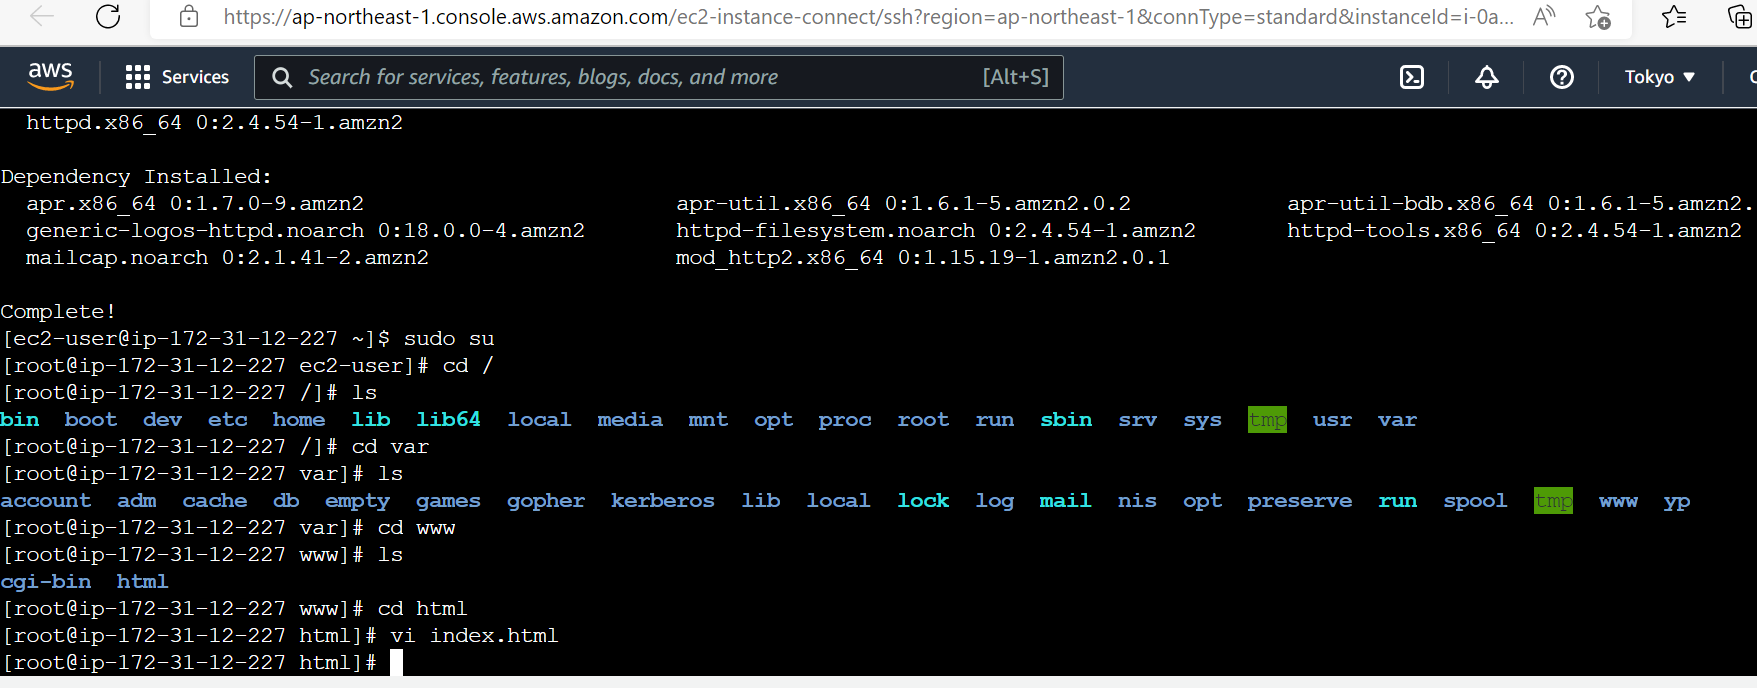 https://ap-northeast-1.console.aws.amazon.com/ec2-instance-connect/ssh?region=ap-northeast-1&connType=standard&instanceId=i-0a...
aws Services Search for services, features, blogs, docs, and more [Alt+S] Tokyo
httpd.x86_64 0:2.4.54-1.amzn2
Dependency Installed:
apr.x86_64 0:1.7.0-9.amzn2 apr-util.x86_64 0:1.6.1-5.amzn2.0.2 apr-util-bdb.x86_64 0:1.6.1-5.amzn2.
generic-logos-httpd.noarch 0:18.0.0-4.amzn2 httpd-filesystem.noarch 0:2.4.54-1.amzn2 httpd-tools.x86_64 0:2.4.54-1.amzn2
mailcap.noarch 0:2.1.41-2.amzn2 mod_http2.x86_64 0:1.15.19-1.amzn2.0.1
Complete!
[ec2-user@ip-172-31-12-227 ~]$ sudo su
[root@ip-172-31-12-227 ec2-user]# cd /
[root@ip-172-31-12-227 /]# ls
bin boot dev etc home lib lib64 local media mnt opt proc root run sbin srv sys tmp usr var
[root@ip-172-31-12-227 /]# cd var
[root@ip-172-31-12-227 var]# ls
account adm cache db empty games gopher kerberos lib local lock log mail nis opt preserve run spool tmp www yp
[root@ip-172-31-12-227 var]# cd www
[root@ip-172-31-12-227 www]# ls
cgi-bin html
[root@ip-172-31-12-227 www]# cd html
[root@ip-172-31-12-227 html]# vi index.html
[root@ip-172-31-12-227 html]#